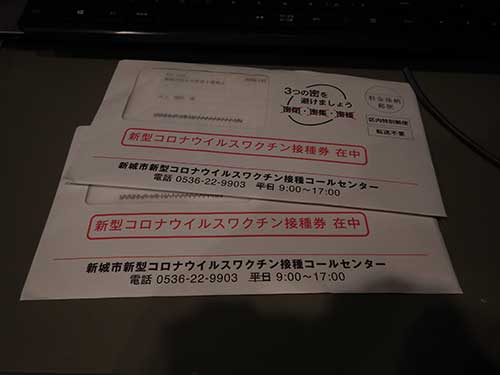 3つの密を
避けましょう
密閉・密集・密接
料金後納
郵便
区内特別郵便
転送不要
新型コロナウイルスワクチン接種券 在中
新城市新型コロナウイルスワクチン接種コールセンター
電話 0536-22-9903 平日 9:00～17:00
新型コロナウイルスワクチン接種券 在中
新城市新型コロナウイルスワクチン接種コールセンター
電話 0536-22-9903 平日 9:00～17:00